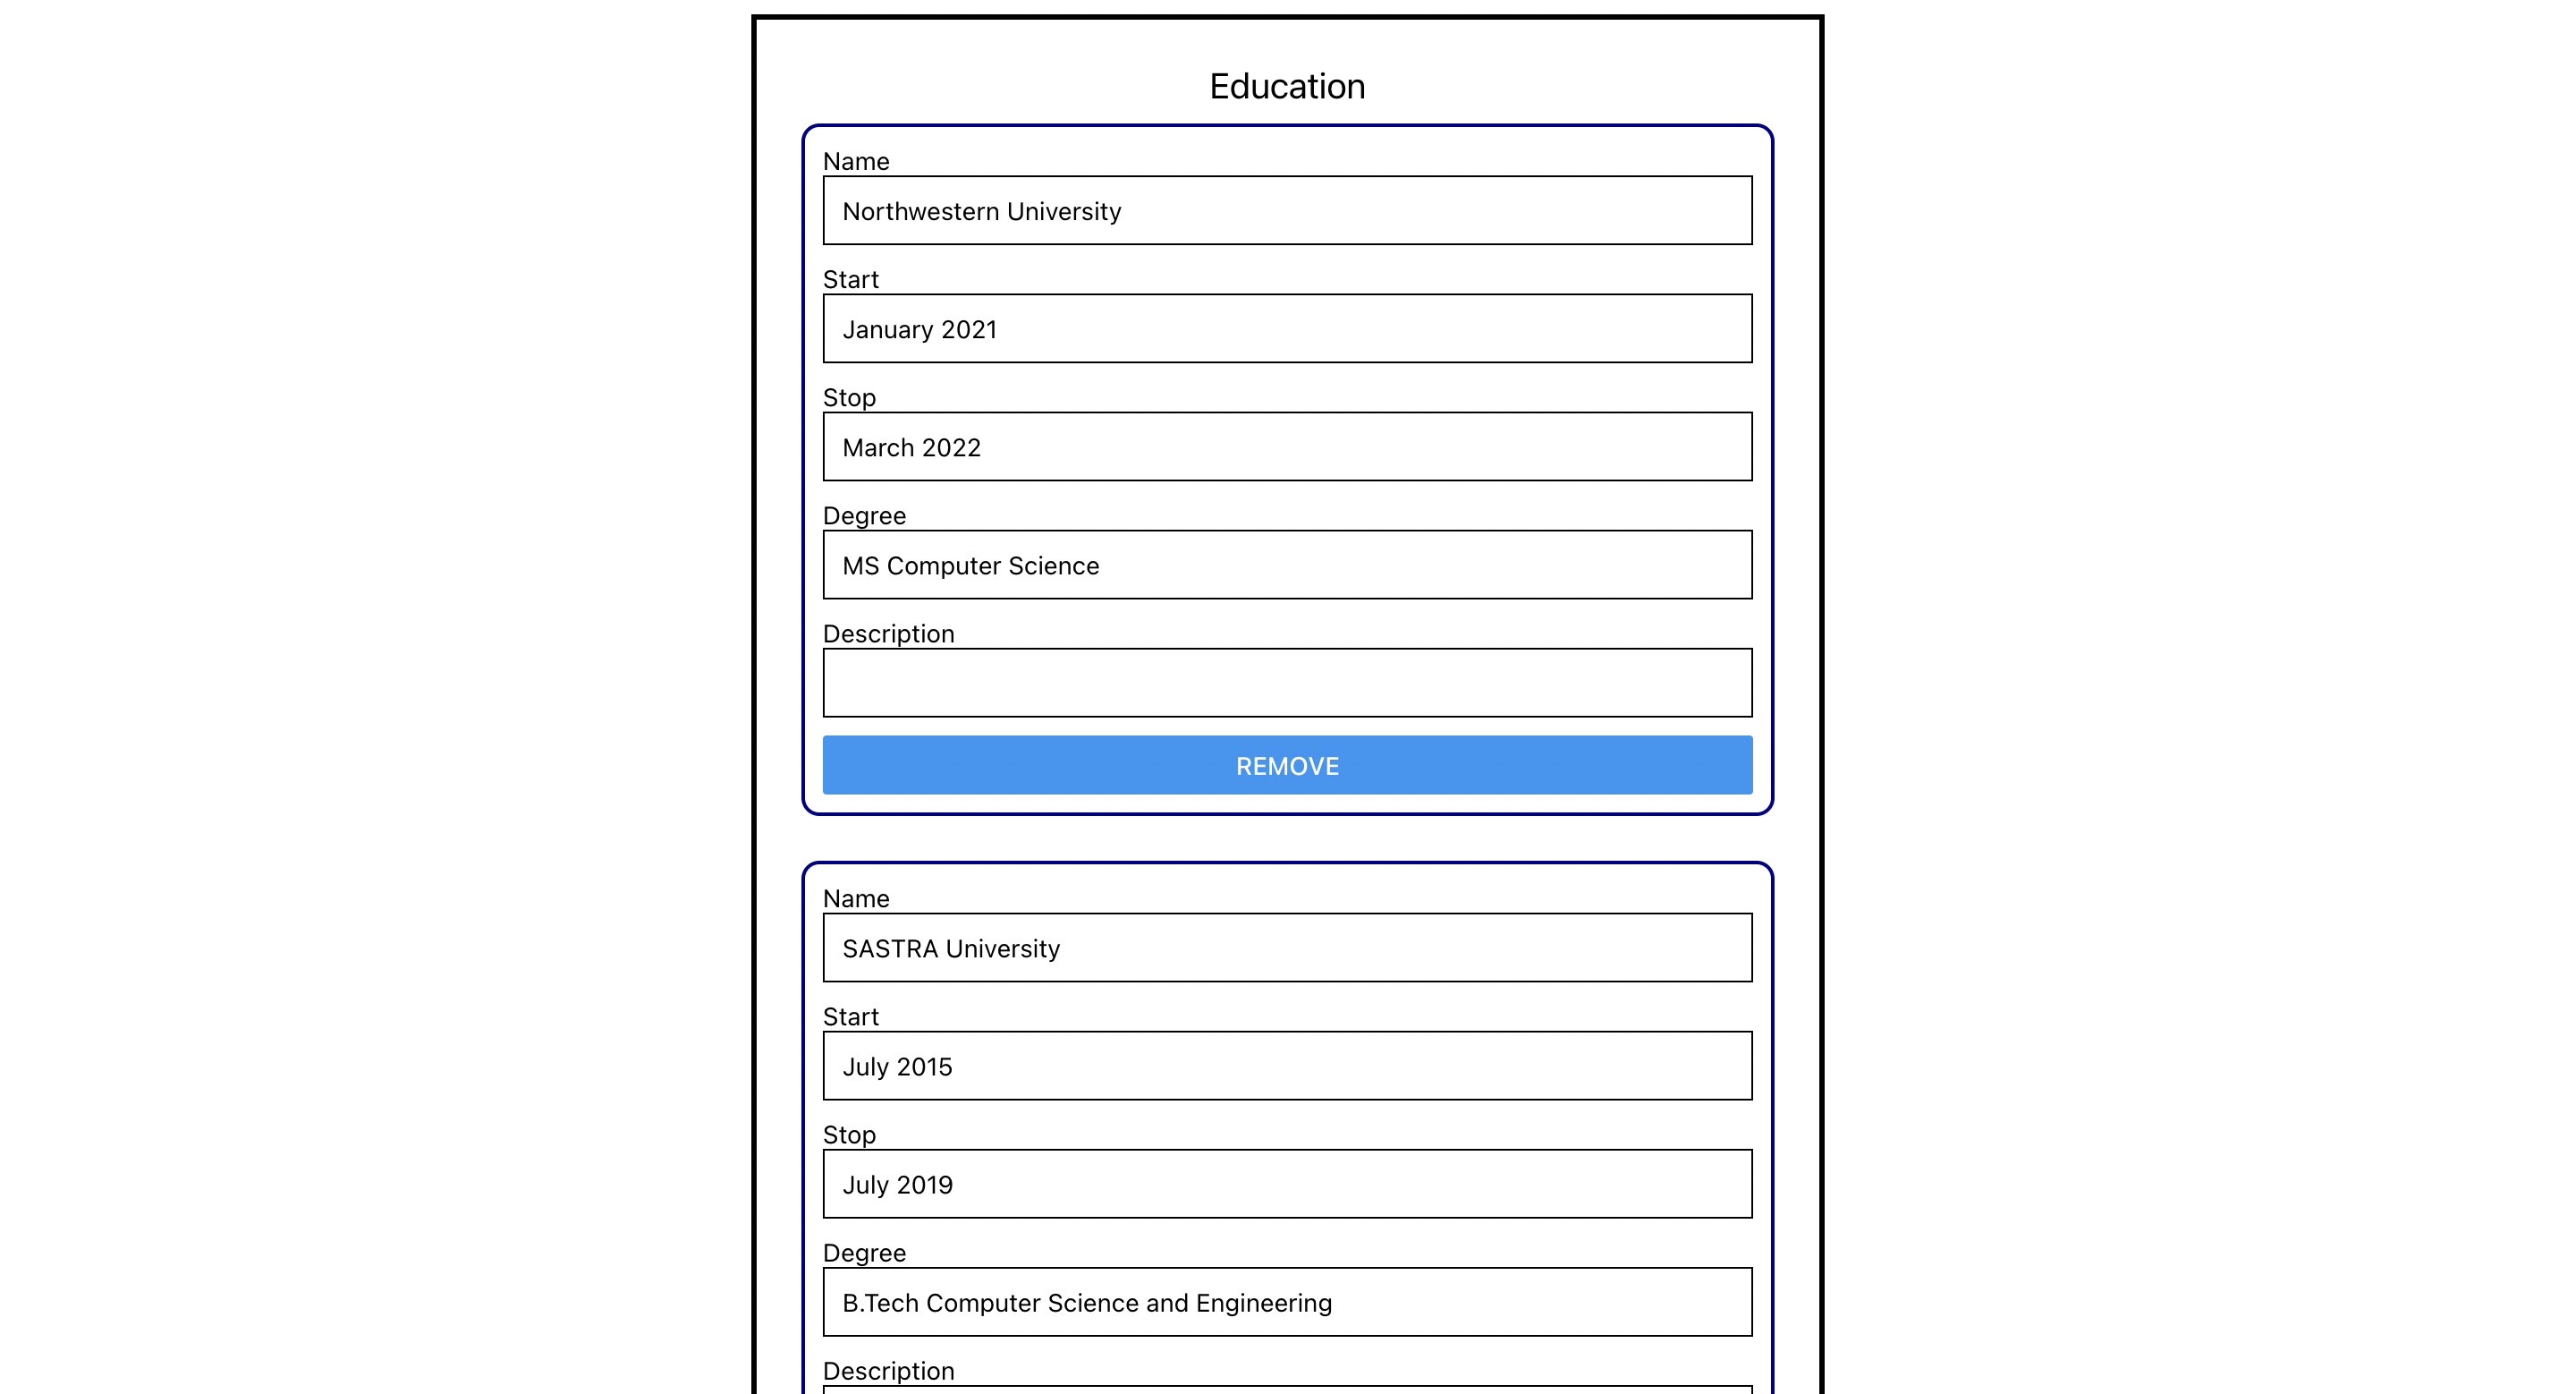 Education
Name
Northwestern University
Start
January 2021
Stop
March 2022
Degree
MS Computer Science
Description
REMOVE
Name
SASTRA University
Start
July 2015
Stop
July 2019
Degree
B.Tech Computer Science and Engineering
Description